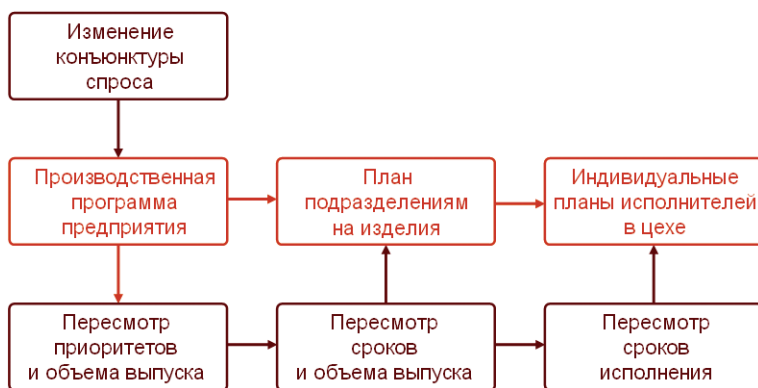 Изменение
конъюнктуры
спроса
Производственная
программа
предприятия
План
подразделениям
на изделия
Индивидуальные
планы исполнителей
в цехе
Пересмотр
приоритетов
и объема выпуска
Пересмотр
сроков
и объема выпуска
Пересмотр
сроков
исполнения